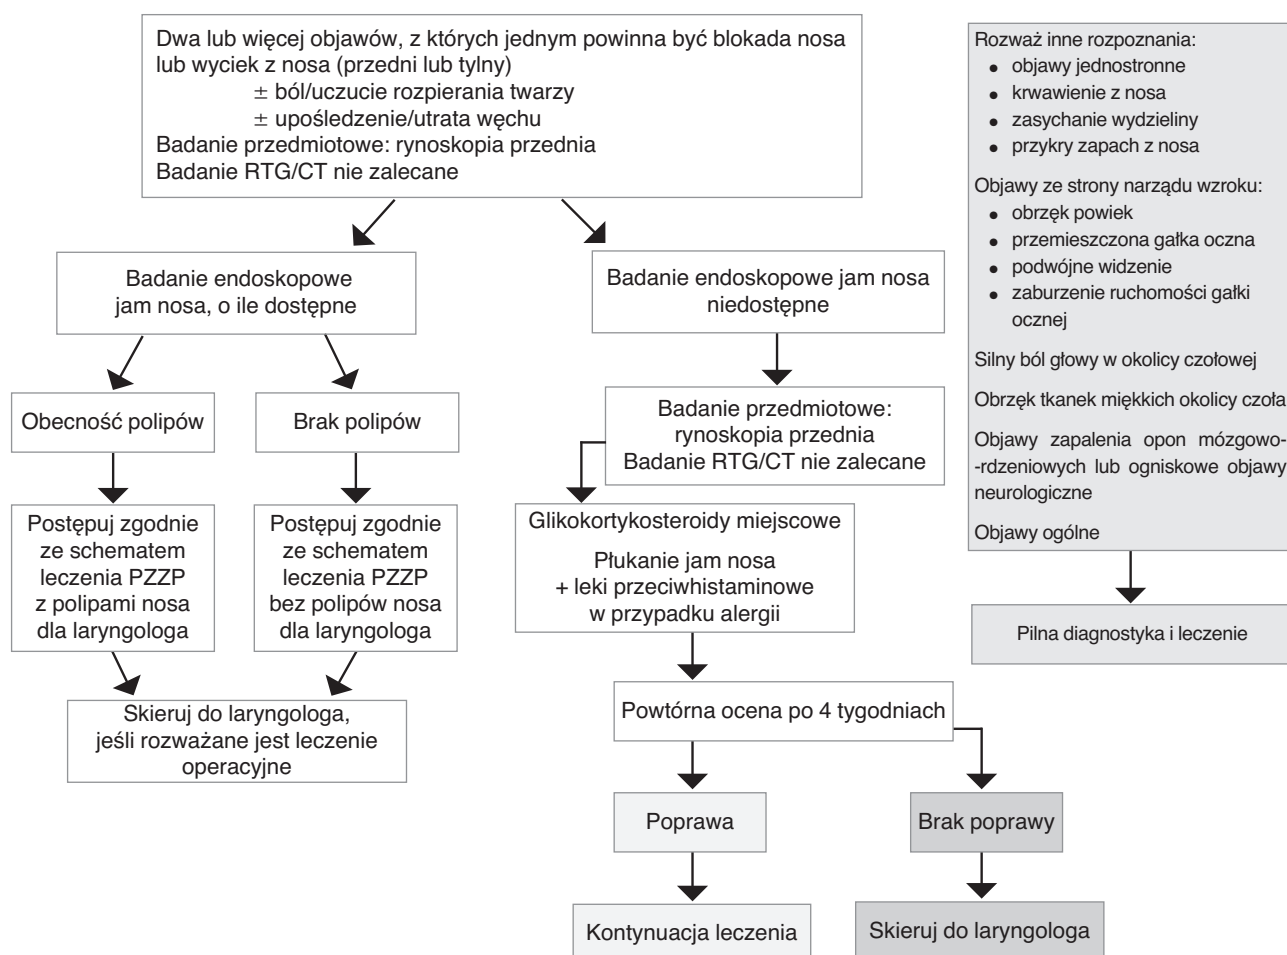 Dwa lub więcej objawów, z których jednym powinna być blokada nosa
lub wyciek z nosa (przedni lub tylny)
± ból/uczucie rozpierania twarzy
± upośledzenie/utrata węchu
Badanie przedmiotowe: rynoskopia przednia
Badanie RTG/CT nie zalecane
Badanie endoskopowe
jam nosa, o ile dostępne
Badanie endoskopowe jam nosa
niedostępne
Obecność polipów
Brak polipów
Badanie przedmiotowe:
rynoskopia przednia
Badanie RTG/CT nie zalecane
Postępuj zgodnie
ze schematem
leczenia PZZP
z polipami nosa
dla laryngologa
Postępuj zgodnie
ze schematem
leczenia PZZP
bez polipów nosa
dla laryngologa
Glikokortykosteroidy miejscowe
Płukanie jam nosa
+ leki przeciwhistaminowe
w przypadku alergii
Skieruj do laryngologa,
jeśli rozważane jest leczenie
operacyjne
Powtórna ocena po 4 tygodniach
Poprawa
Brak poprawy
Kontynuacja leczenia
Skieruj do laryngologa
Rozważ inne rozpoznania:
● objawy jednostronne
● krwawienie z nosa
● zasychanie wydzieliny
● przykry zapach z nosa
Objawy ze strony narządu wzroku:
● obrzęk powiek
● przemieszczona gałka oczna
● podwójne widzenie
● zaburzenie ruchomości gałki
ocznej
Silny ból głowy w okolicy czołowej
Obrzęk tkanek miękkich okolicy czoła
Objawy zapalenia opon mózgowo-
-rdzeniowych lub ogniskowe objawy
neurologiczne
Objawy ogólne
Pilna diagnostyka i leczenie